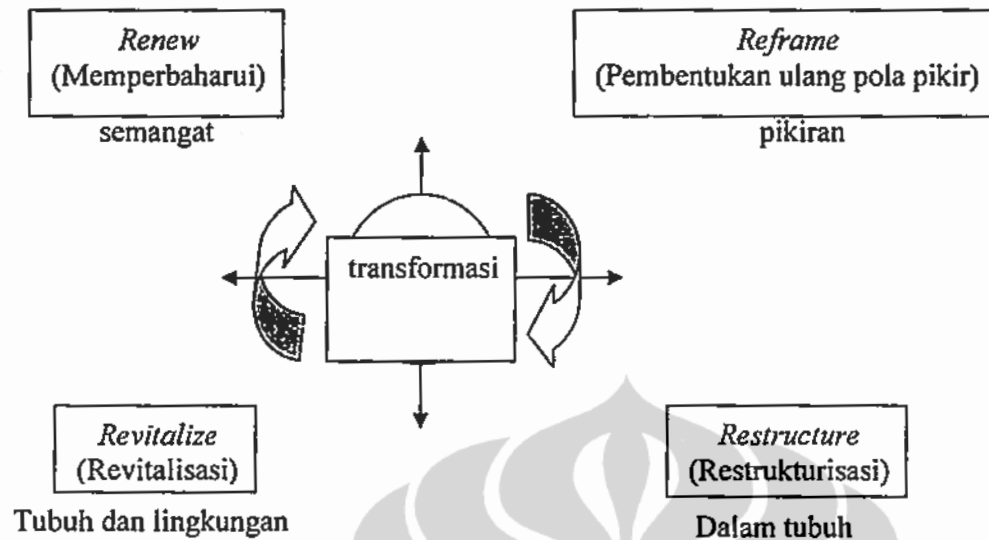 Renew
(Memperbaharui)
semangat
Reframe
(Pembentukan ulang pola pikir)
pikiran
transformasi
Revitalize
(Revitalisasi)
Tubuh dan lingkungan
Restructure
(Restrukturisasi)
Dalam tubuh